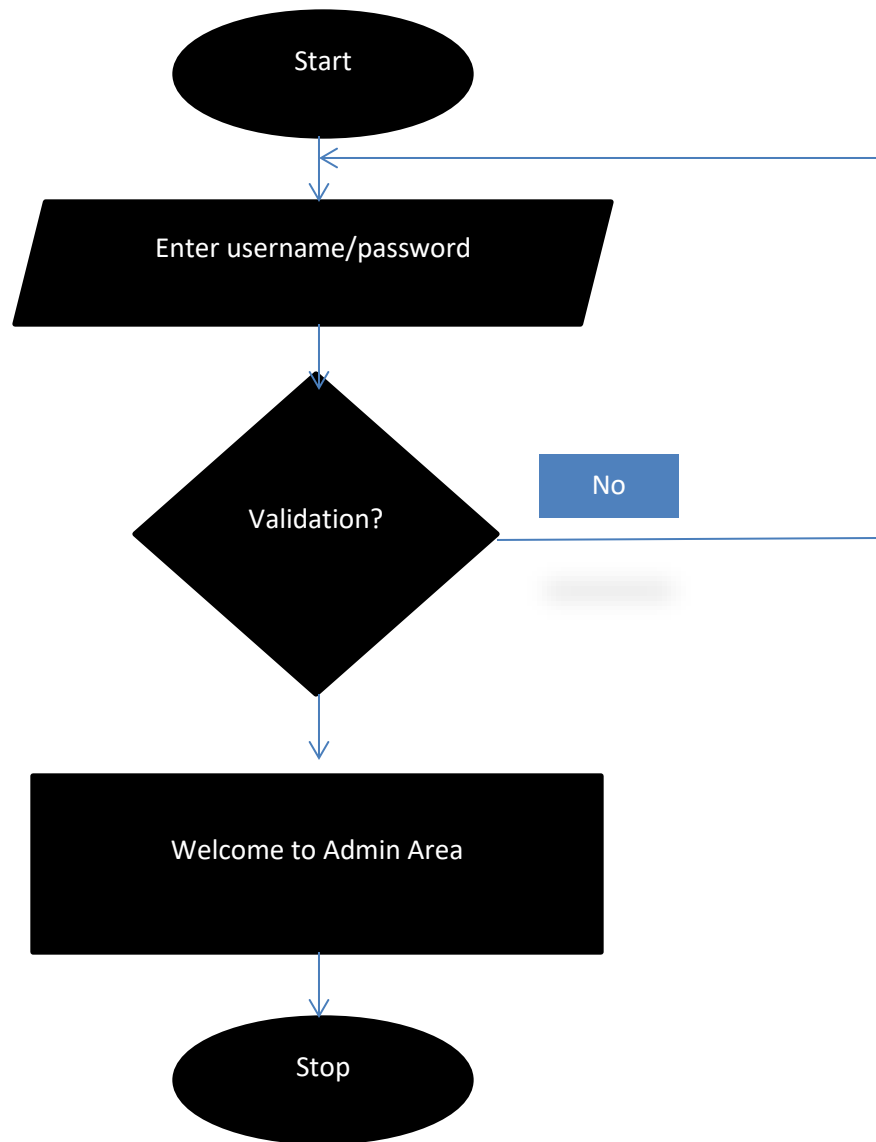 Start
Enter username/password
No
Validation?
Welcome to Admin Area
Stop